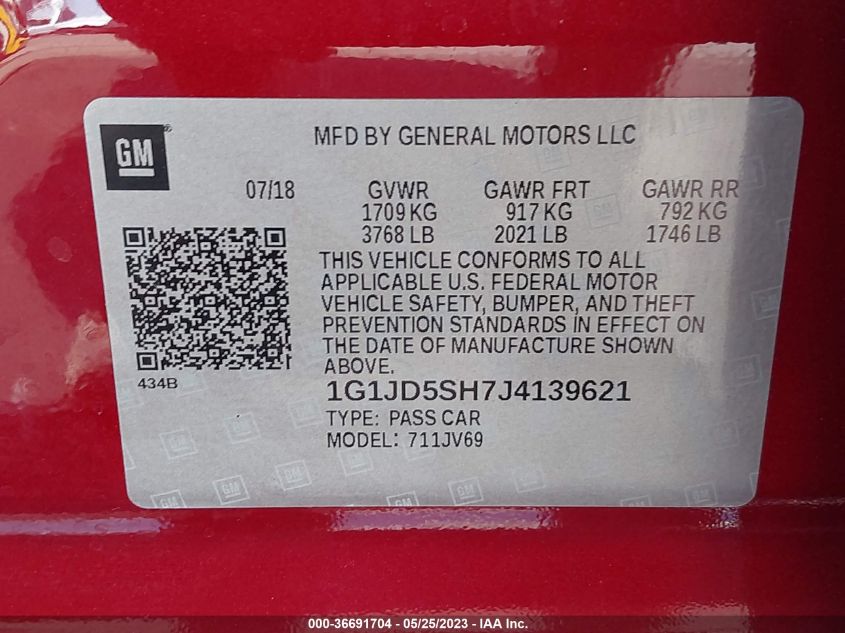 GM®
MFD BY GENERAL MOTORS LLC
07/18 GVWR GAWR FRT GAWR RR
1709 KG 917 KG 792 KG
3768 LB 2021 LB 1746 LB
THIS VEHICLE CONFORMS TO ALL
APPLICABLE U.S. FEDERAL MOTOR
VEHICLE SAFETY, BUMPER, AND THEFT
PREVENTION STANDARDS IN EFFECT ON
THE DATE OF MANUFACTURE SHOWN
ABOVE.
434B
1G1JD5SH7J4139621
TYPE: PASS CAR
MODEL: 711JV69
000-36691704 - 05/25/2023 - IAA Inc.